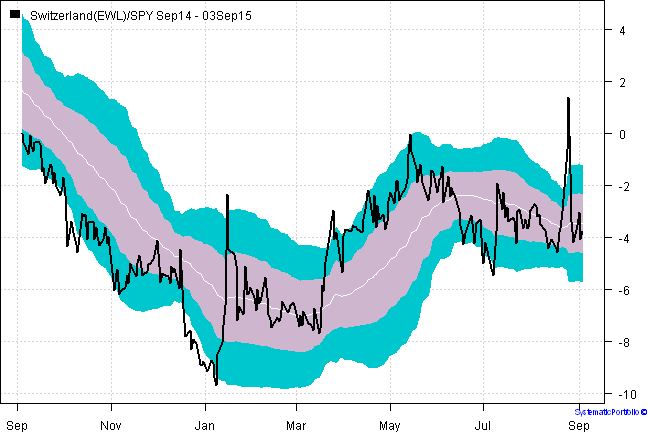 Switzerland(EWL)/SPY Sep14 - 03Sep15
4
2
0
-2
-4
-6
-8
-10
SystematicPortfolio ©
Sep Nov Jan Mar May Jul Sep